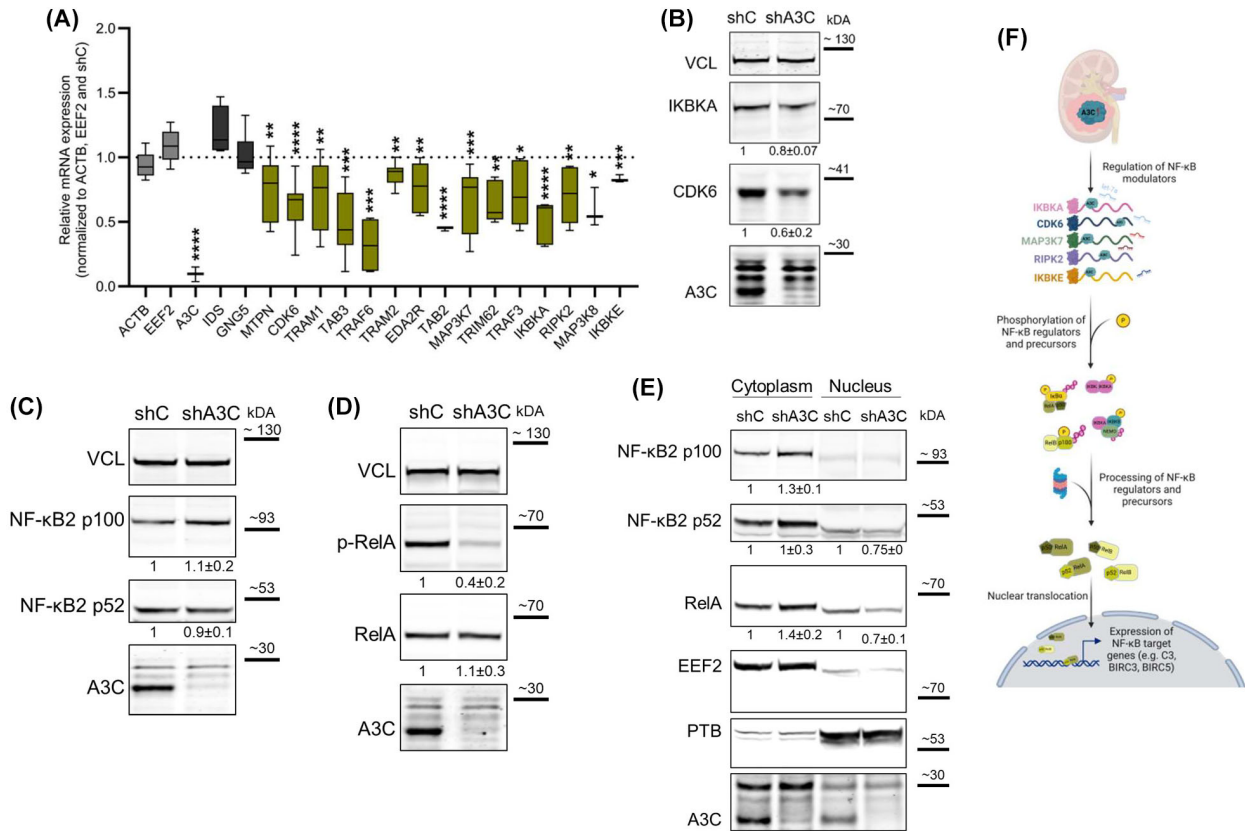 (A)
Relative mRNA expression
(normalized to ACTB, EEF2 and shC)
2.0
1.5
1.0
0.5
0.0
****
**
****
**
***
***
**
**
****
***
**
*
****
**
*
***
ACTB
EEF2
A3C
IDS
GNG5
MTPN
CDK6
TRAM1
TAB3
TRAF6
TRAM2
EDA2R
TAB2
MAP3K7
TRIM62
TRAF3
IKBKA
RIPK2
MAP3K8
IKBKE
(B)
shC shA3C kDA
~ 130
VCL
IKBKA
~70
1 0.8±0.07
~41
CDK6
1 0.6±0.2
~30
A3C
(C)
shC shA3C kDA
~ 130
VCL
NF-κB2 p100
~93
1 1.1±0.2
~53
NF-κB2 p52
1 0.9±0.1
~30
A3C
(D)
shC shA3C kDA
~ 130
VCL
~70
p-RelA
1 0.4±0.2
~70
RelA
1 1.1±0.3
~30
A3C
(E)
Cytoplasm Nucleus
shC shA3C shC shA3C kDA
NF-κB2 p100
~ 93
1 1.3±0.1
~53
NF-κB2 p52
1 1±0.3 1 0.75±0
~70
RelA
1 1.4±0.2 1 0.7±0.1
EEF2
~70
PTB
~53
~30
A3C
(F)
A3C
Regulation of NF-κB
modulators
IKBKA
CDK6
MAP3K7
RIPK2
IKBKE
Phosphorylation of
NF-κB regulators
and precursors
P
RelB p100
NEMO
Processing of NF-κB
regulators and
precursors
p52 RelA
p52 RelB
Nuclear translocation
Expression of
NF-κB target
genes (e.g. C3,
BIRC3, BIRC5)